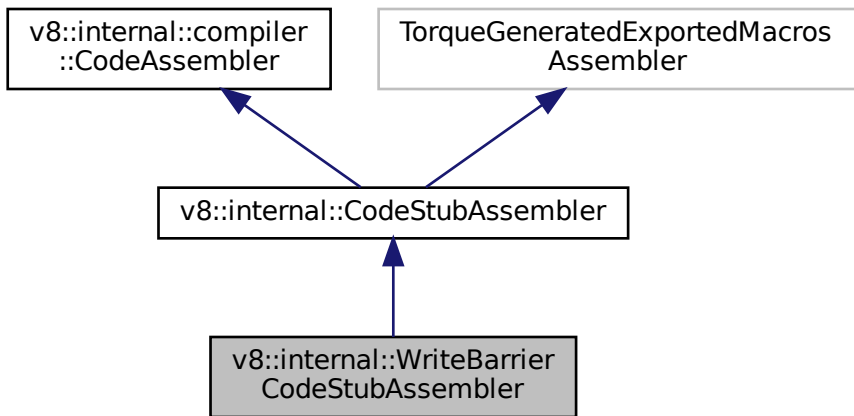 v8::internal::compiler
::CodeAssembler
TorqueGeneratedExportedMacros
Assembler
v8::internal::CodeStubAssembler
v8::internal::WriteBarrier
CodeStubAssembler